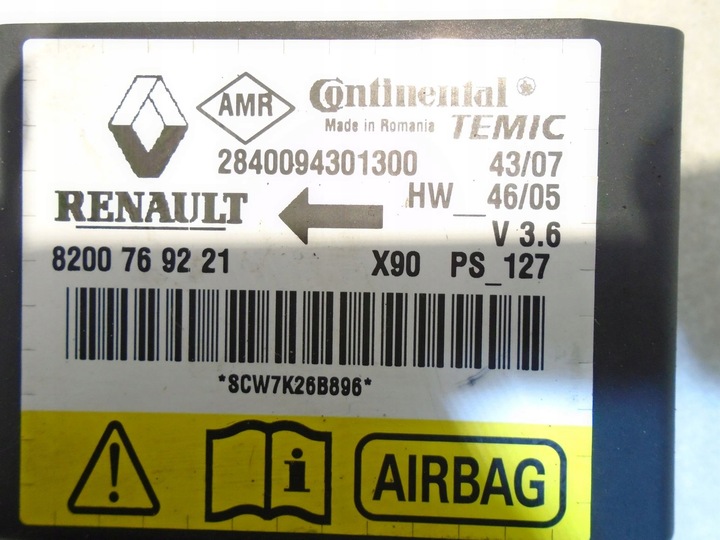 AMR Continental
Made in Romania TEMIC
2840094301300 43/07
RENAULT HW__46/05
V 3.6
8200 76 92 21 X90 PS_127
*SCW7K26B896*
AIRBAG